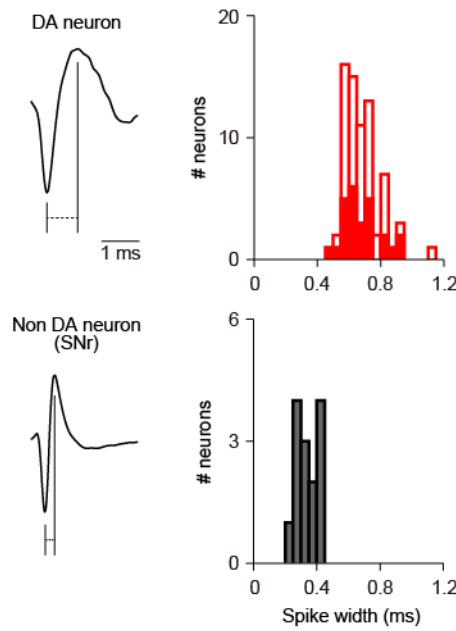 DA neuron
1 ms
# neurons
20
10
0
0
0.4
0.8
1.2
Non DA neuron
(SNr)
# neurons
6
3
0
0
0.4
0.8
1.2
Spike width (ms)